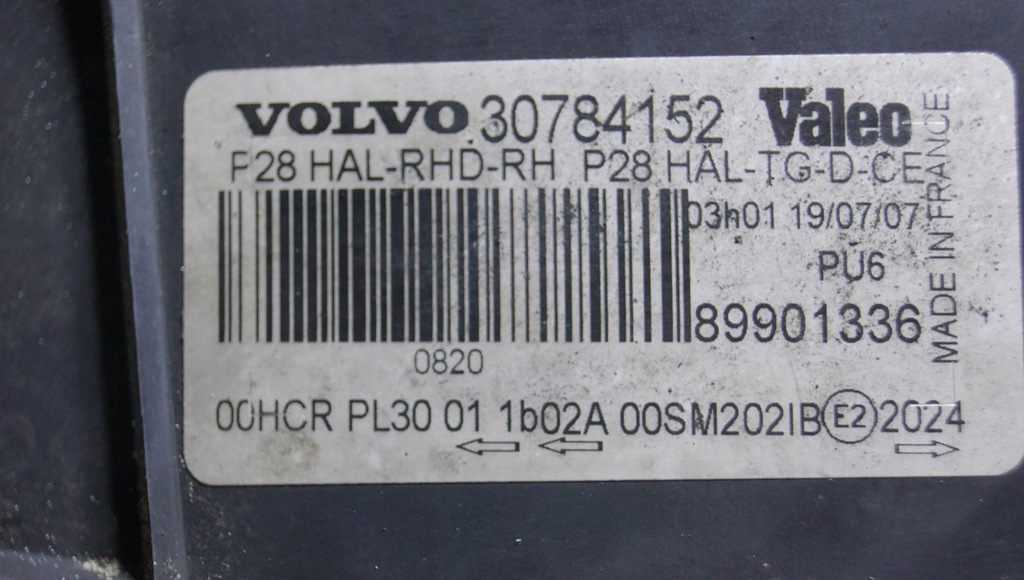 VOLVO 30784152 Valeo
P28 HAL-RHD-RH P28 HAL-TG-D-CE
03h01 19/07/07
PU6
89901336
MADE IN FRANCE
0820
00HCR PL30 01 1b02A 00SM202IB E2 2024